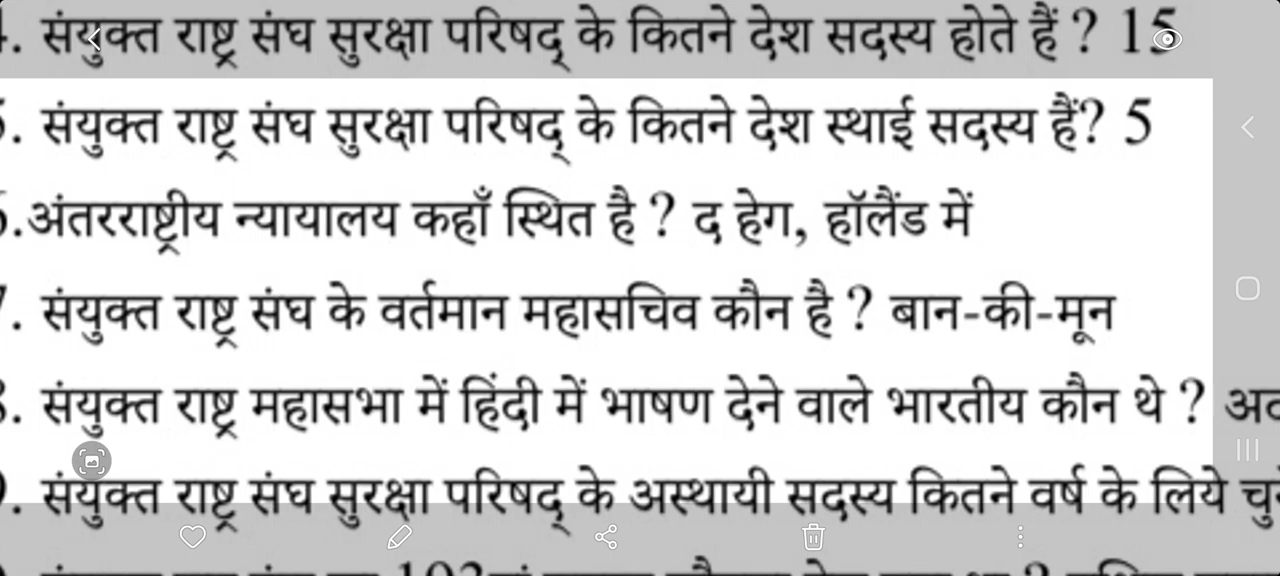 . संयुक्त राष्ट्र संघ सुरक्षा परिषद् के कितने देश सदस्य होते हैं ? 15
. संयुक्त राष्ट्र संघ सुरक्षा परिषद् के कितने देश स्थाई सदस्य हैं? 5
.अंतरराष्ट्रीय न्यायालय कहाँ स्थित है ? द हेग, हॉलैंड में
. संयुक्त राष्ट्र संघ के वर्तमान महासचिव कौन है ? बान-की-मून
. संयुक्त राष्ट्र महासभा में हिंदी में भाषण देने वाले भारतीय कौन थे ?
. संयुक्त राष्ट्र संघ सुरक्षा परिषद् के अस्थायी सदस्य कितने वर्ष के लिये